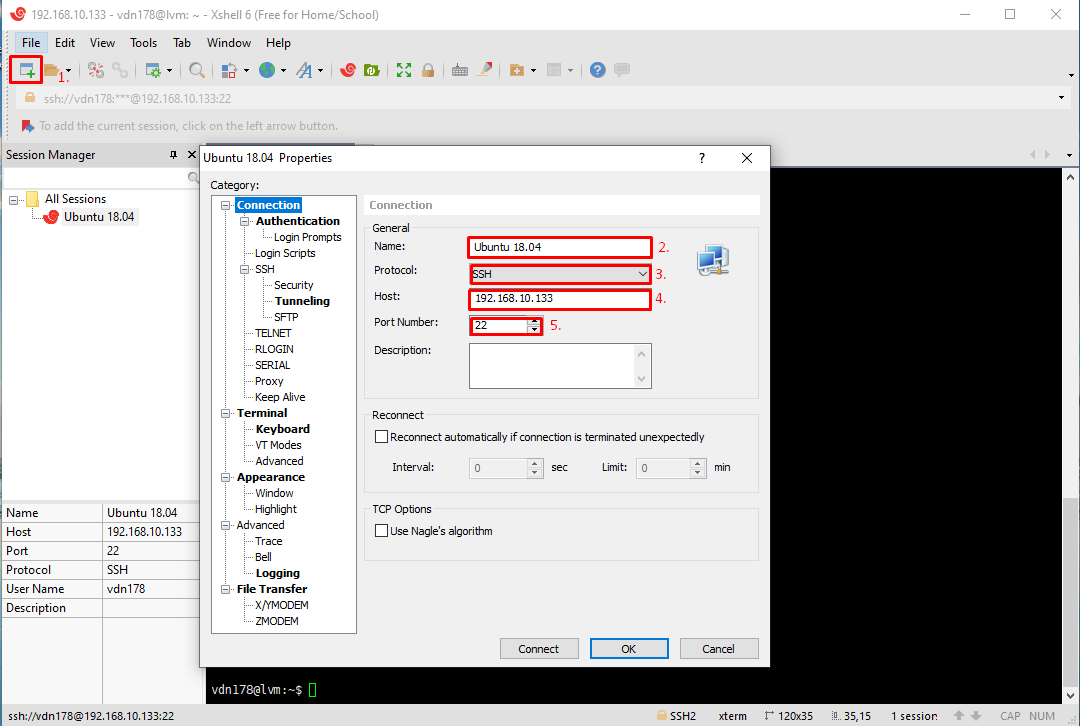 192.168.10.133 - vdn178@lvm: ~ - Xshell 6 (Free for Home/School)
File Edit View Tools Tab Window Help
1.
ssh://vdn178:***@192.168.10.133:22
To add the current session, click on the left arrow button.
Session Manager
All Sessions
Ubuntu 18.04
Name Ubuntu 18.04
Host 192.168.10.133
Port 22
Protocol SSH
User Name vdn178
Description
Ubuntu 18.04 Properties
?
Category:
Connection
Authentication
Login Prompts
Login Scripts
SSH
Security
Tunneling
SFTP
TELNET
RLOGIN
SERIAL
Proxy
Keep Alive
Terminal
Keyboard
VT Modes
Advanced
Appearance
Window
Highlight
Advanced
Trace
Bell
Logging
File Transfer
X/YMODEM
ZMODEM
Connection
General
Name: Ubuntu 18.04 2.
Protocol: SSH 3.
Host: 192.168.10.133 4.
Port Number: 22 5.
Description:
Reconnect
Reconnect automatically if connection is terminated unexpectedly
Interval: 0 sec Limit: 0 min
TCP Options
Use Nagle's algorithm
Connect OK Cancel
vdn178@lvm:~$
ssh://vdn178@192.168.10.133:22 SSH2 xterm 120x35 35,15 1 session CAP NUM